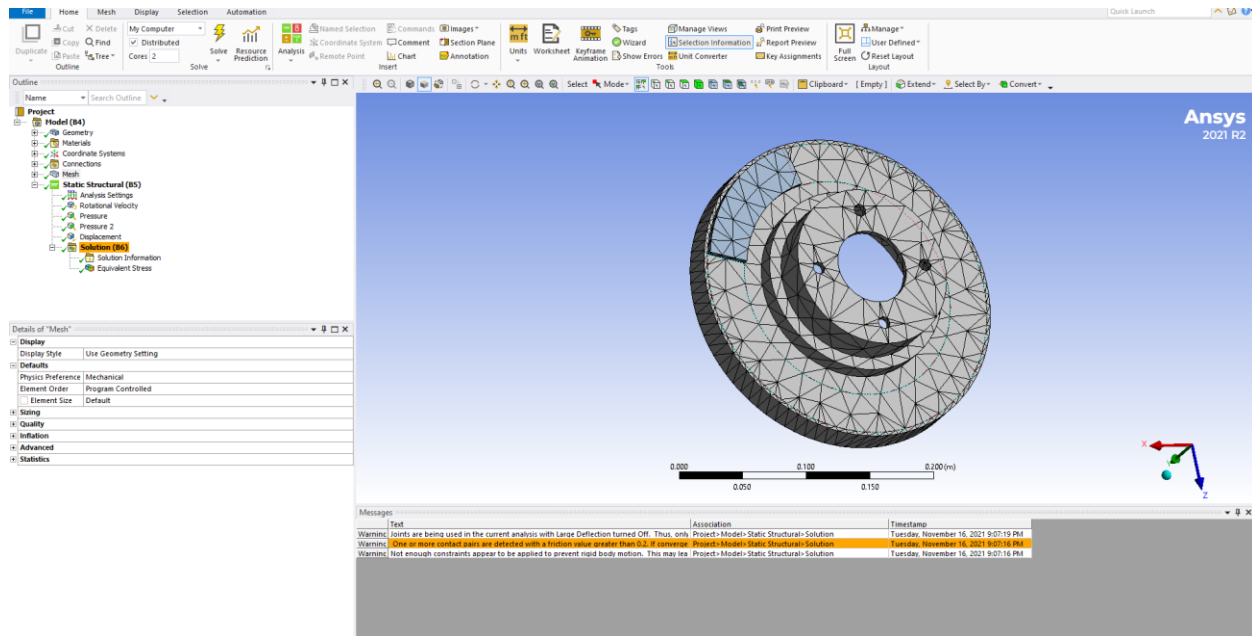 File Home Mesh Display Selection Automation Quick Launch
Duplicate Cut Copy Paste Delete Find Tree
Outline
My Computer Distributed Cores 2 Solve Resource Prediction
Solve
Analysis Named Selection Coordinate System Remote Point Commands Comment Chart Images Section Plane Annotation
Insert
Units Worksheet Keyframe Animation Tags Wizard Show Errors Manage Views Selection Information Unit Converter Print Preview Report Preview Key Assignments
Tools
Full Screen Manage User Defined Reset Layout
Layout
Outline
Name Search Outline
Project
Model (B4)
Geometry
Materials
Coordinate Systems
Connections
Mesh
Static Structural (B5)
Analysis Settings
Rotational Velocity
Pressure
Pressure 2
Displacement
Solution (B6)
Solution Information
Equivalent Stress
Details of "Mesh"
Display
Display Style Use Geometry Setting
Defaults
Physics Preference Mechanical
Element Order Program Controlled
Element Size Default
Sizing
Quality
Inflation
Advanced
Statistics
Select Mode Clipboard [Empty] Extend Select By Convert
Ansys
2021 R2
0.000 0.100 0.200 (m)
0.050 0.150
X Y Z
Messages
Text Association Timestamp
Warning Joints are being used in the current analysis with Large Deflection turned Off. Thus, only Project>Model>Static Structural>Solution Tuesday, November 16, 2021 9:07:19 PM
Warning One or more contact pairs are detected with a friction value greater than 0.2. If converge Project>Model>Static Structural>Solution Tuesday, November 16, 2021 9:07:16 PM
Warning Not enough constraints appear to be applied to prevent rigid body motion. This may lea Project>Model>Static Structural>Solution Tuesday, November 16, 2021 9:07:16 PM